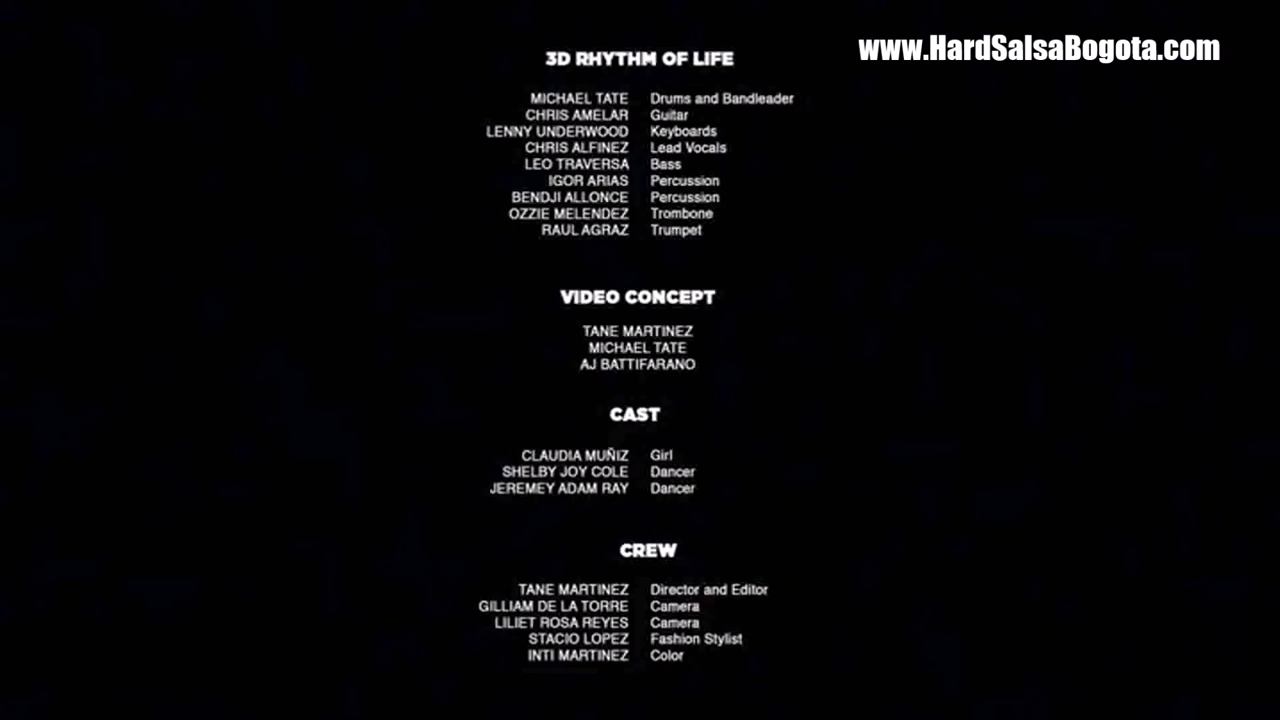 www.HardSalsaBogota.com
3D RHYTHM OF LIFE
MICHAEL TATE Drums and Bandleader
CHRIS AMELAR Guitar
LENNY UNDERWOOD Keyboards
CHRIS ALFINEZ Lead Vocals
LEO TRAVERSA Bass
IGOR ARIAS Percussion
BENDJI ALLONCE Percussion
OZZIE MELENDEZ Trombone
RAUL AGRAZ Trumpet
VIDEO CONCEPT
TANE MARTINEZ
MICHAEL TATE
AJ BATTIFARANO
CAST
CLAUDIA MUÑIZ Girl
SHELBY JOY COLE Dancer
JEREMEY ADAM RAY Dancer
CREW
TANE MARTINEZ Director and Editor
GILLIAM DE LA TORRE Camera
LILIET ROSA REYES Camera
STACIO LOPEZ Fashion Stylist
INTI MARTINEZ Color